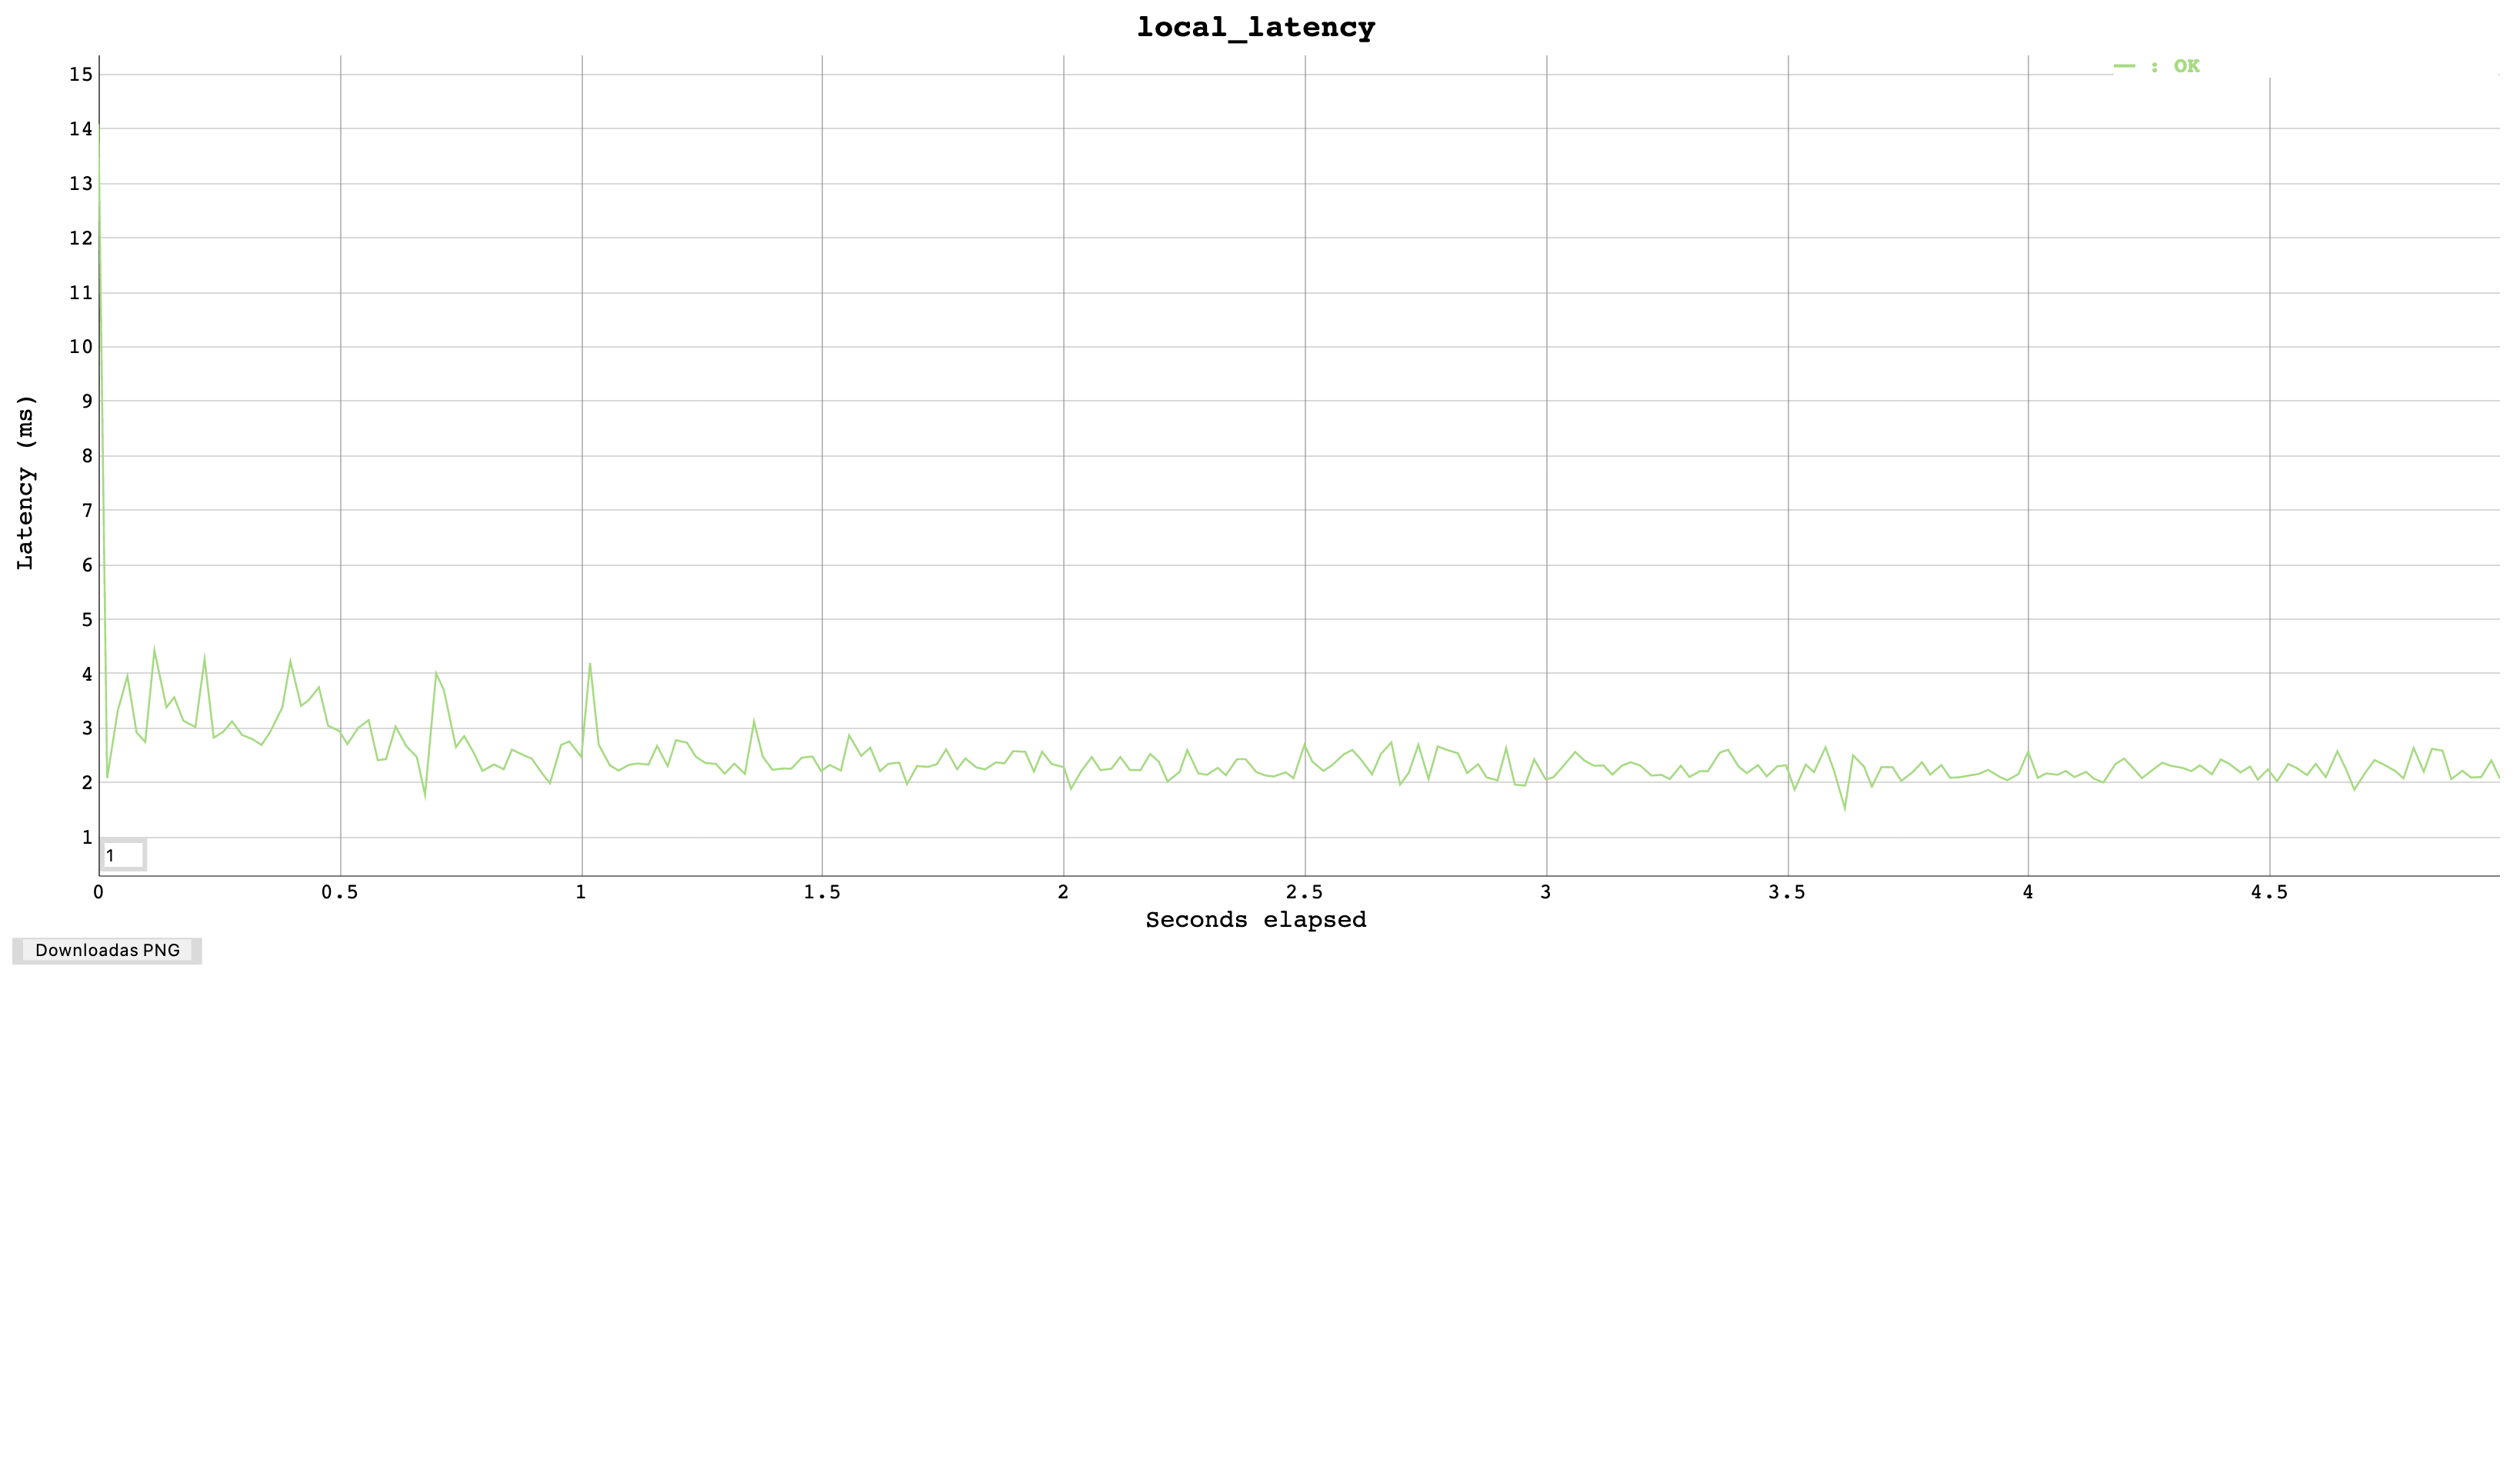 local_latency
— : OK
15
14
13
12
11
10
9
8
7
6
5
4
3
2
1
Latency (ms)
1
0 0.5 1 1.5 2 2.5 3 3.5 4 4.5
Seconds elapsed
Downloadas PNG